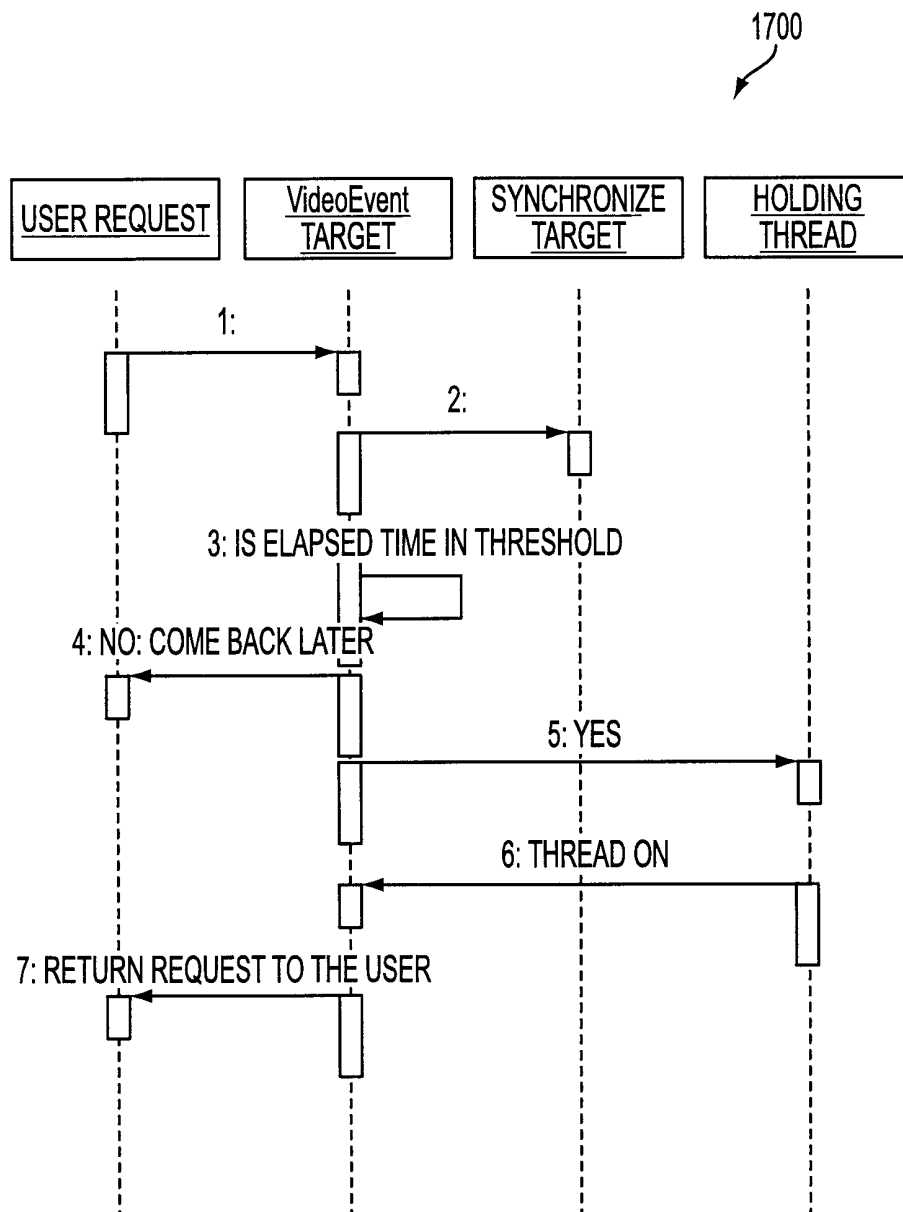 1700
USER REQUEST
VideoEvent
TARGET
SYNCHRONIZE
TARGET
HOLDING
THREAD
1:
2:
3: IS ELAPSED TIME IN THRESHOLD
4: NO: COME BACK LATER
5: YES
6: THREAD ON
7: RETURN REQUEST TO THE USER